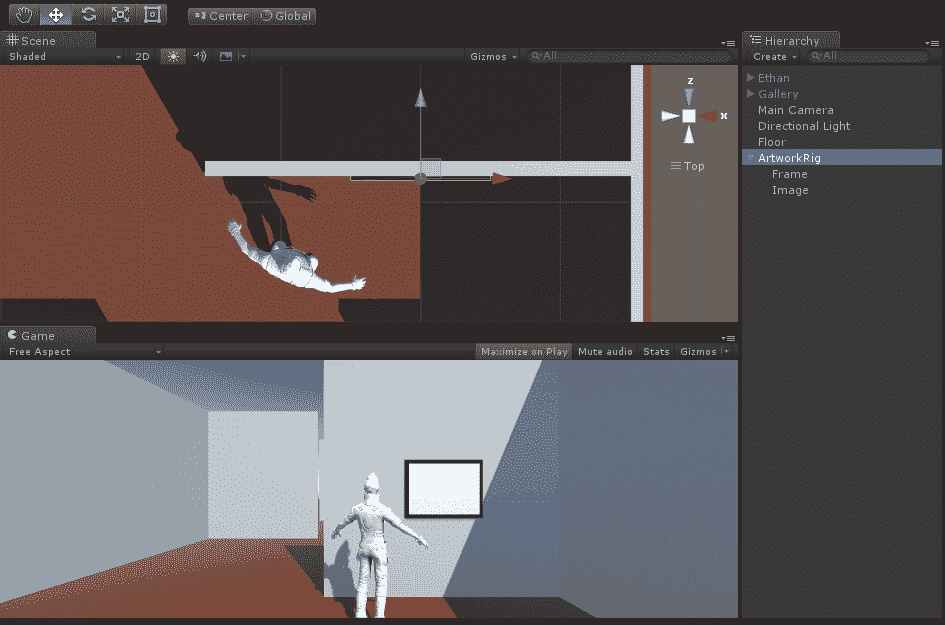 Center Global
Scene
Shaded 2D Gizmos All
z
x
Top
Game
Free Aspect Maximize on Play Mute audio Stats Gizmos
Hierarchy
Create All
Ethan
Gallery
Main Camera
Directional Light
Floor
ArtworkRig
Frame
Image